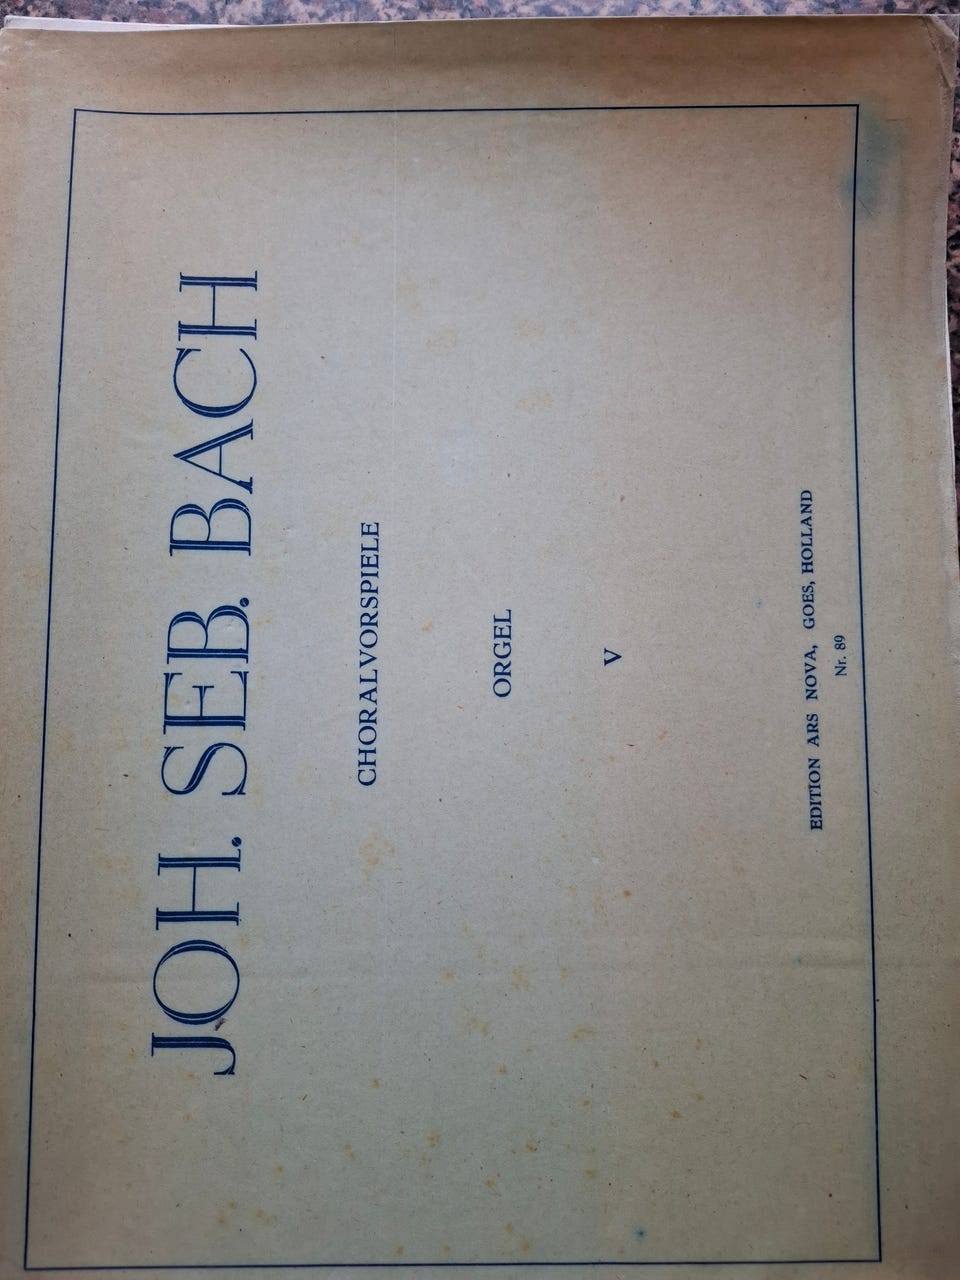 JOH. SEB. BACH
CHORALVORSPIELE
ORGEL
V
EDITION ARS NOVA, GOES, HOLLAND
Nr. 89